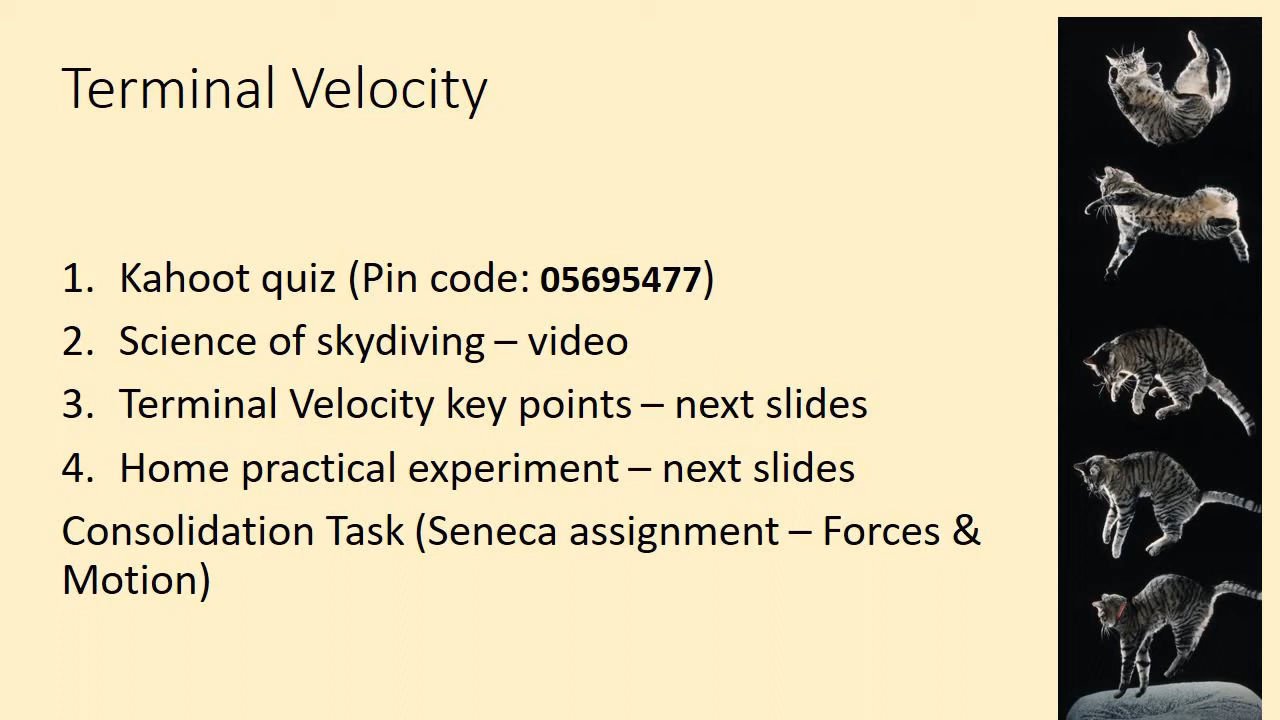 Terminal Velocity
1. Kahoot quiz (Pin code: 05695477)
2. Science of skydiving – video
3. Terminal Velocity key points – next slides
4. Home practical experiment – next slides
Consolidation Task (Seneca assignment – Forces &
Motion)